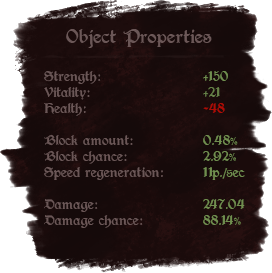 Object Properties
Strength: +150
Vitality: +21
Health: -48
Block amount: 0.48%
Block chance: 2.92%
Speed regeneration: 11p./sec
Damage: 247.04
Damage chance: 88.14%